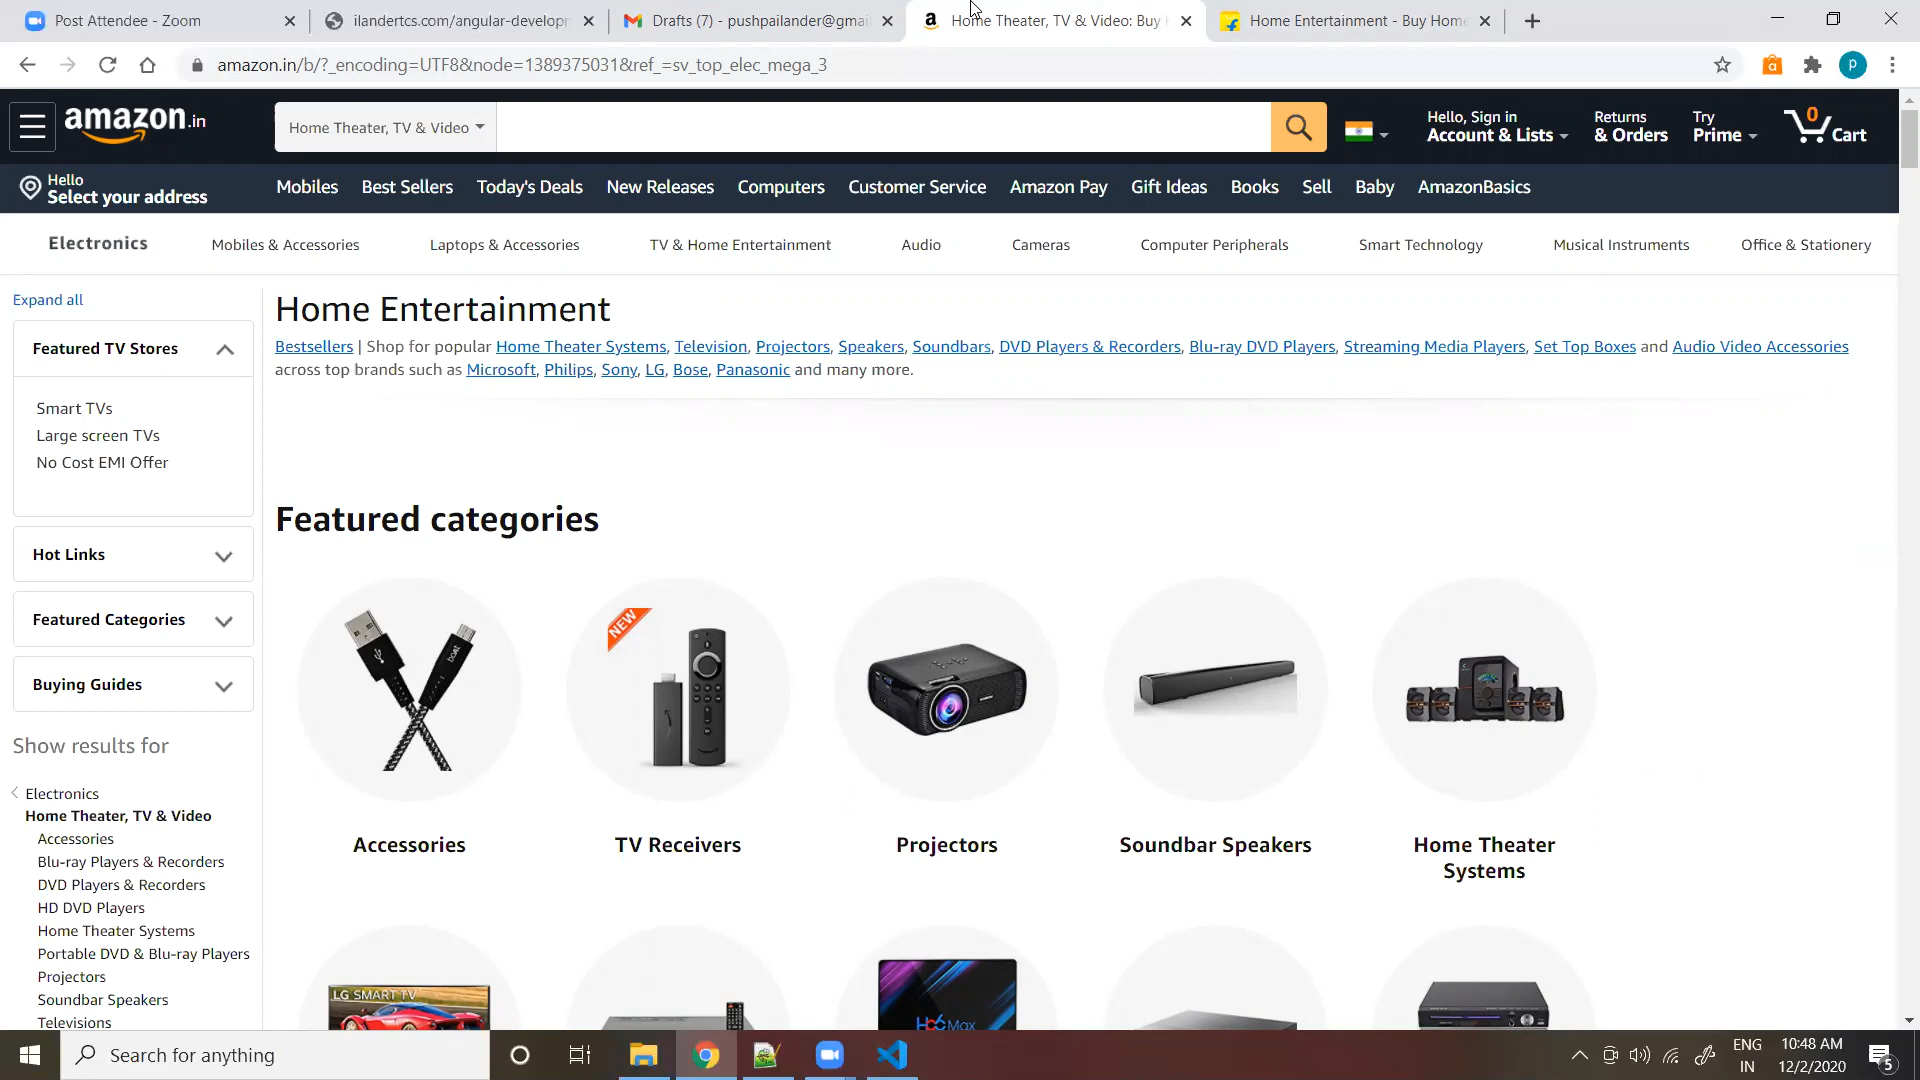 Post Attendee - Zoom
ilandertcs.com/angular-developm
Drafts (7) - pushpailander@gmai
Home Theater, TV & Video: Buy H
Home Entertainment - Buy Home
amazon.in/b/?_encoding=UTF8&node=1389375031&ref_=sv_top_elec_mega_3
a
P
amazon.in
Home Theater, TV & Video
Hello, Sign in
Account & Lists
Returns
& Orders
Try
Prime
0
Cart
Hello
Select your address
Mobiles Best Sellers Today's Deals New Releases Computers Customer Service Amazon Pay Gift Ideas Books Sell Baby AmazonBasics
Electronics Mobiles & Accessories Laptops & Accessories TV & Home Entertainment Audio Cameras Computer Peripherals Smart Technology Musical Instruments Office & Stationery
Expand all
Featured TV Stores
Smart TVs
Large screen TVs
No Cost EMI Offer
Hot Links
Featured Categories
Buying Guides
Show results for
Electronics
Home Theater, TV & Video
Accessories
Blu-ray Players & Recorders
DVD Players & Recorders
HD DVD Players
Home Theater Systems
Portable DVD & Blu-ray Players
Projectors
Soundbar Speakers
Televisions
Home Entertainment
Bestsellers | Shop for popular Home Theater Systems, Television, Projectors, Speakers, Soundbars, DVD Players & Recorders, Blu-ray DVD Players, Streaming Media Players, Set Top Boxes and Audio Video Accessories
across top brands such as Microsoft, Philips, Sony, LG, Bose, Panasonic and many more.
Featured categories
boat
NEW
Accessories
TV Receivers
Projectors
Soundbar Speakers
Home Theater
Systems
LG SMART TV
H96 Max
Search for anything
ENG
IN
10:48 AM
12/2/2020
5